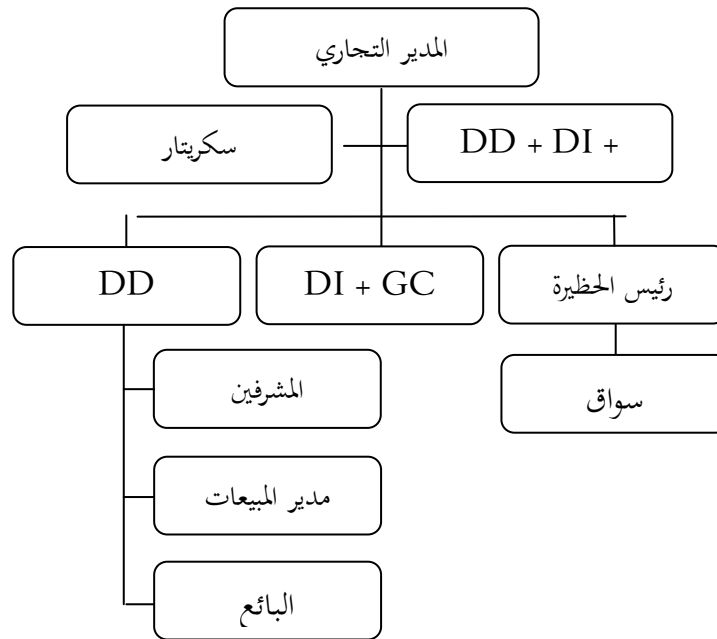 المدير التجاري
DD + DI +
سكريتار
رئيس الحظيرة
DI + GC
DD
سواق
المشرفين
مدير المبيعات
البائع